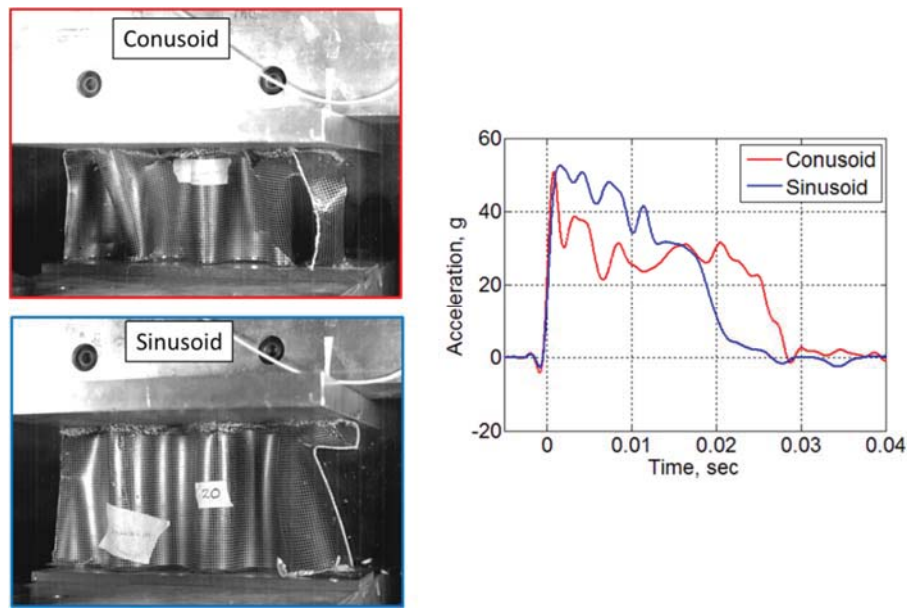 Conusoid
Sinusoid
20
60
40
20
0
-20
Acceleration, g
Conusoid
Sinusoid
0
0.01
0.02
0.03
0.04
Time, sec